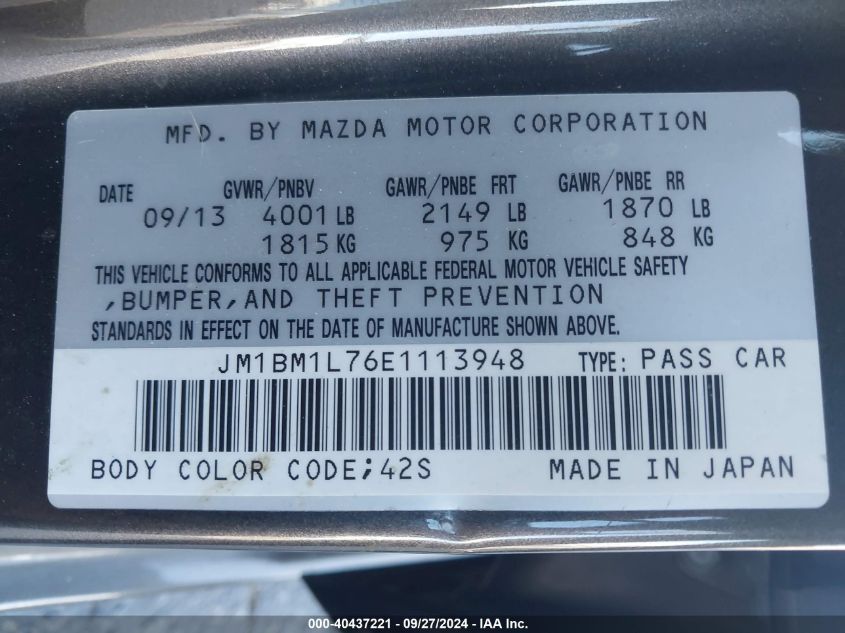 MFD. BY MAZDA MOTOR CORPORATION
DATE GVWR/PNBV GAWR/PNBE FRT GAWR/PNBE RR
09/13 4001 LB 2149 LB 1870 LB
1815 KG 975 KG 848 KG
THIS VEHICLE CONFORMS TO ALL APPLICABLE FEDERAL MOTOR VEHICLE SAFETY
,BUMPER,AND THEFT PREVENTION
STANDARDS IN EFFECT ON THE DATE OF MANUFACTURE SHOWN ABOVE.
JM1BM1L76E1113948 TYPE: PASS CAR
BODY COLOR CODE;42S MADE IN JAPAN
000-40437221 - 09/27/2024 - IAA Inc.